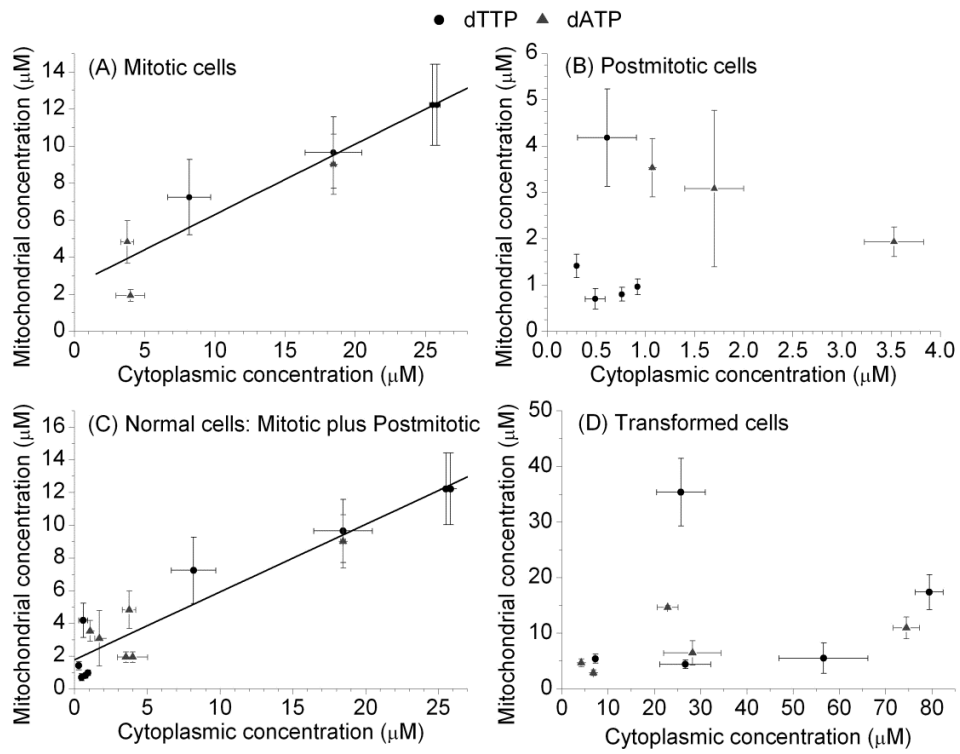 dTTP dATP
(A) Mitotic cells
Mitochondrial concentration (μM)
14
12
10
8
6
4
2
0
0 5 10 15 20 25
Cytoplasmic concentration (μM)
(B) Postmitotic cells
Mitochondrial concentration (μM)
6
5
4
3
2
1
0
0.0 0.5 1.0 1.5 2.0 2.5 3.0 3.5 4.0
Cytoplasmic concentration (μM)
(C) Normal cells: Mitotic plus Postmitotic
Mitochondrial concentration (μM)
16
14
12
10
8
6
4
2
0
0 5 10 15 20 25
Cytoplasmic concentration (μM)
(D) Transformed cells
Mitochondrial concentration (μM)
50
40
30
20
10
0
0 10 20 30 40 50 60 70 80
Cytoplasmic concentration (μM)